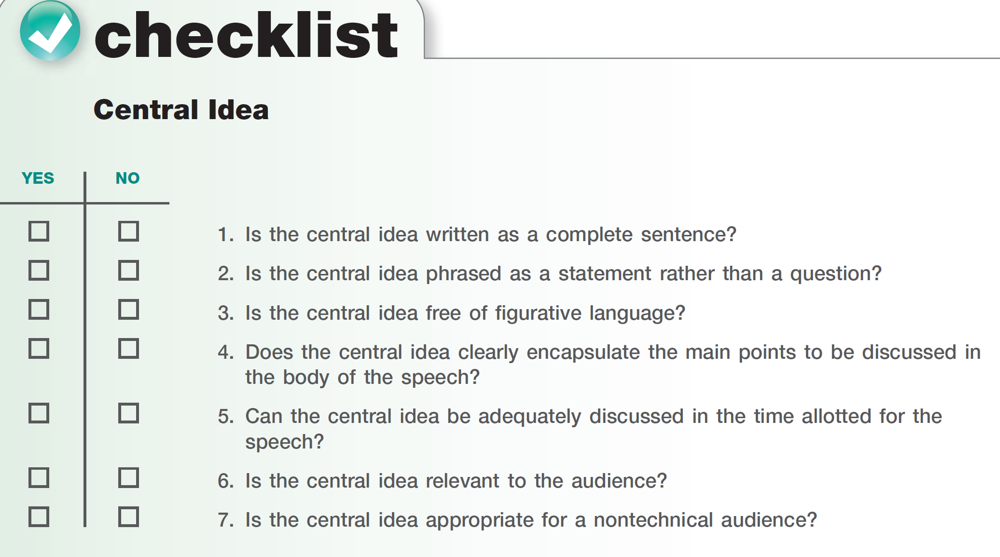 checklist
Central Idea
YES NO
1. Is the central idea written as a complete sentence?
2. Is the central idea phrased as a statement rather than a question?
3. Is the central idea free of figurative language?
4. Does the central idea clearly encapsulate the main points to be discussed in
the body of the speech?
5. Can the central idea be adequately discussed in the time allotted for the
speech?
6. Is the central idea relevant to the audience?
7. Is the central idea appropriate for a nontechnical audience?